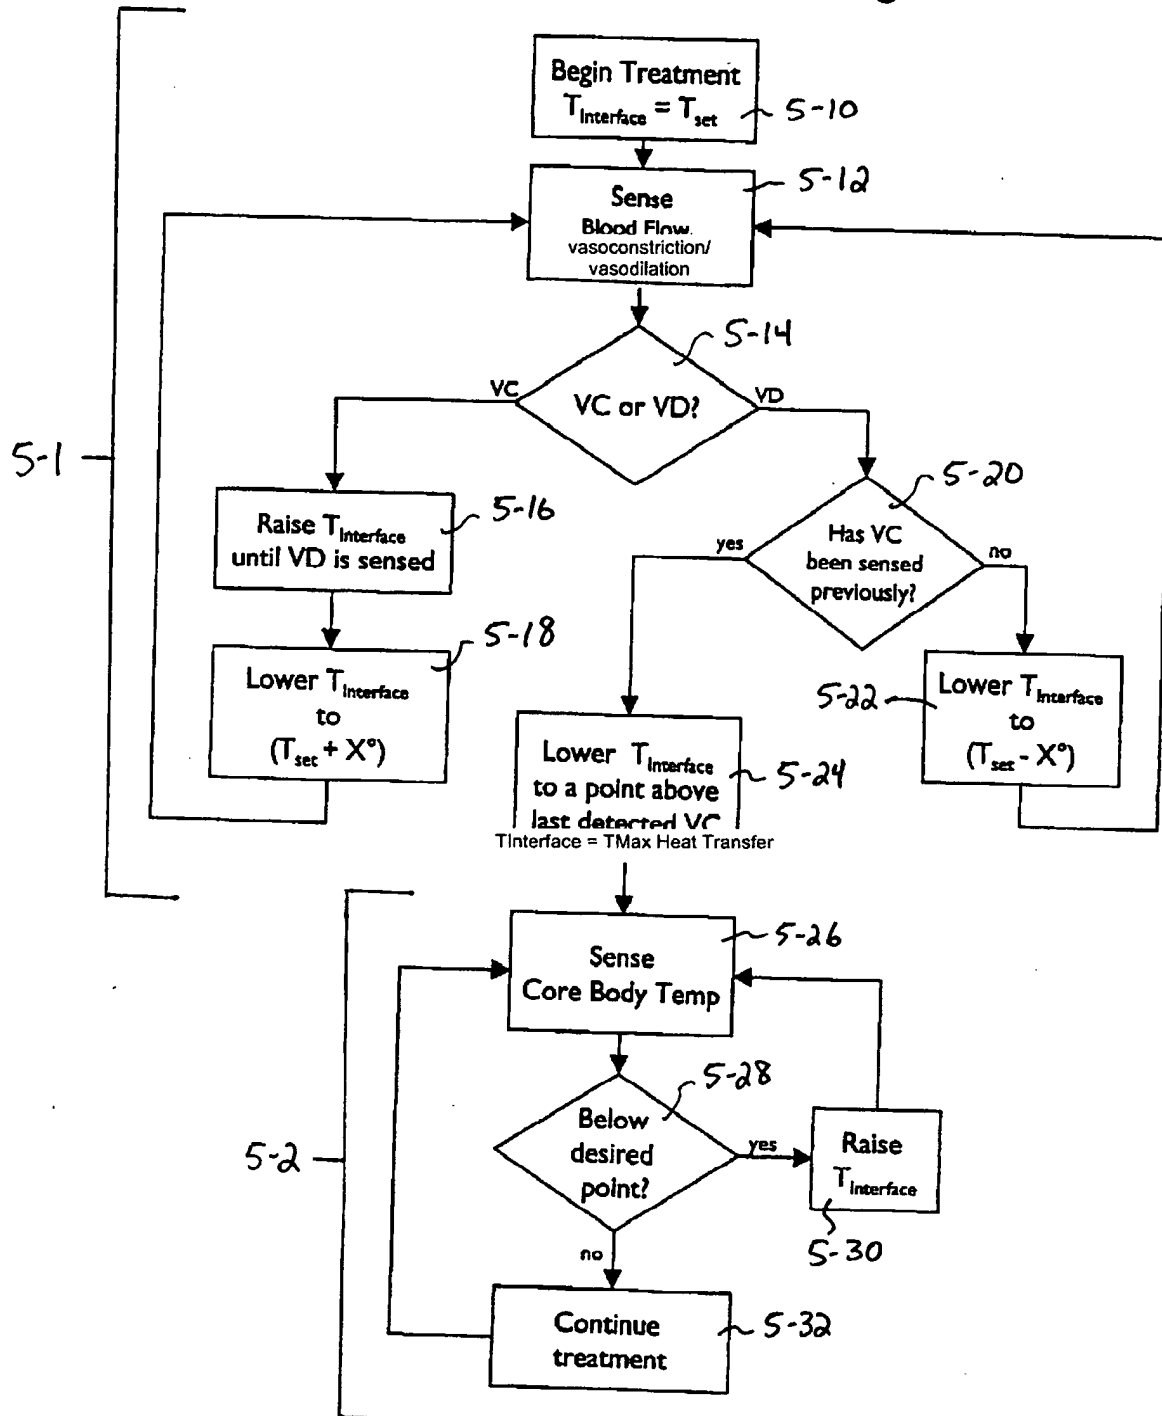 Begin Treatment
TInterface = Tset
5-10
Sense
Blood Flow.
vasoconstriction/
vasodilation
5-12
5-14
VC or VD?
VC
VD
5-1
Raise TInterface
until VD is sensed
5-16
5-20
Has VC
been sensed
previously?
yes
no
Lower TInterface
to
(Tset + X°)
5-18
5-22
Lower TInterface
to
(Tset - X°)
Lower TInterface
to a point above
last detected VC
TInterface = TMax Heat Transfer
5-24
Sense
Core Body Temp
5-26
5-28
Below
desired
point?
yes
no
5-2
Raise
TInterface
5-30
Continue
treatment
5-32